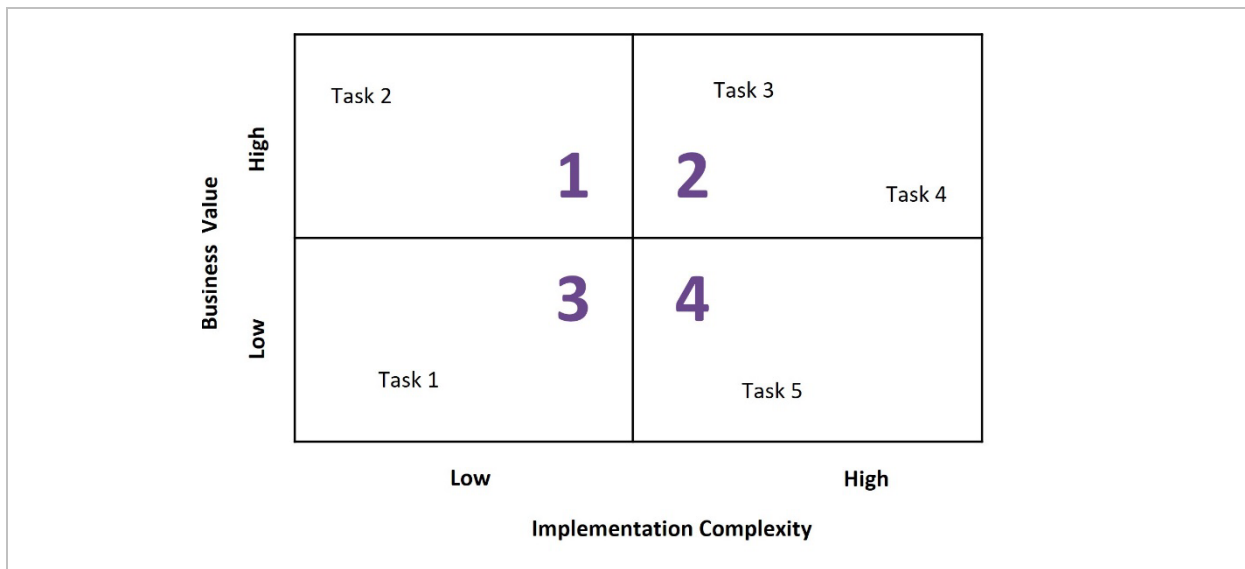 Task 2
Task 3
High
1
2
Task 4
Business Value
3
4
Low
Task 1
Task 5
Low
High
Implementation Complexity